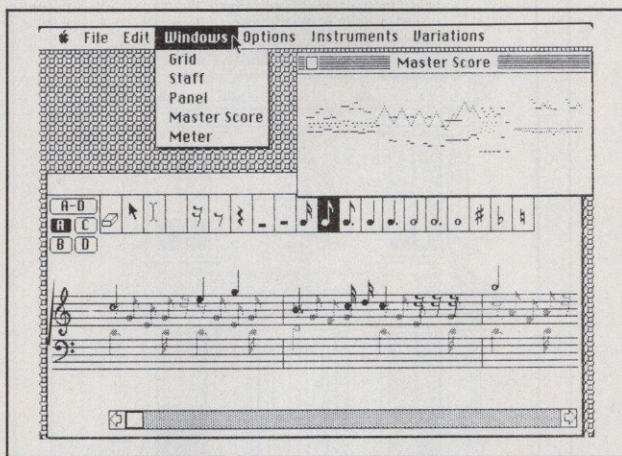 File Edit Windows Options Instruments Variations
Grid
Staff
Panel
Master Score
Meter
Master Score
A-D
A C
B D